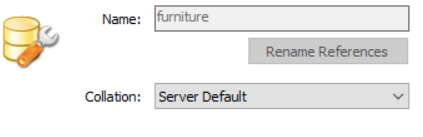 Name: furniture
Rename References
Collation: Server Default